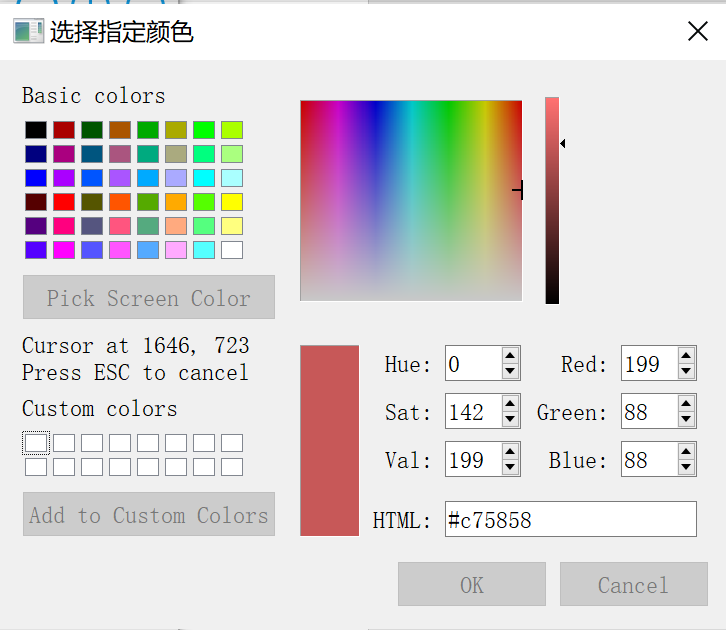 选择指定颜色
Basic colors
Pick Screen Color
Cursor at 1646, 723
Press ESC to cancel
Custom colors
Add to Custom Colors
Hue: 0 Red: 199
Sat: 142 Green: 88
Val: 199 Blue: 88
HTML: #c75858
OK Cancel